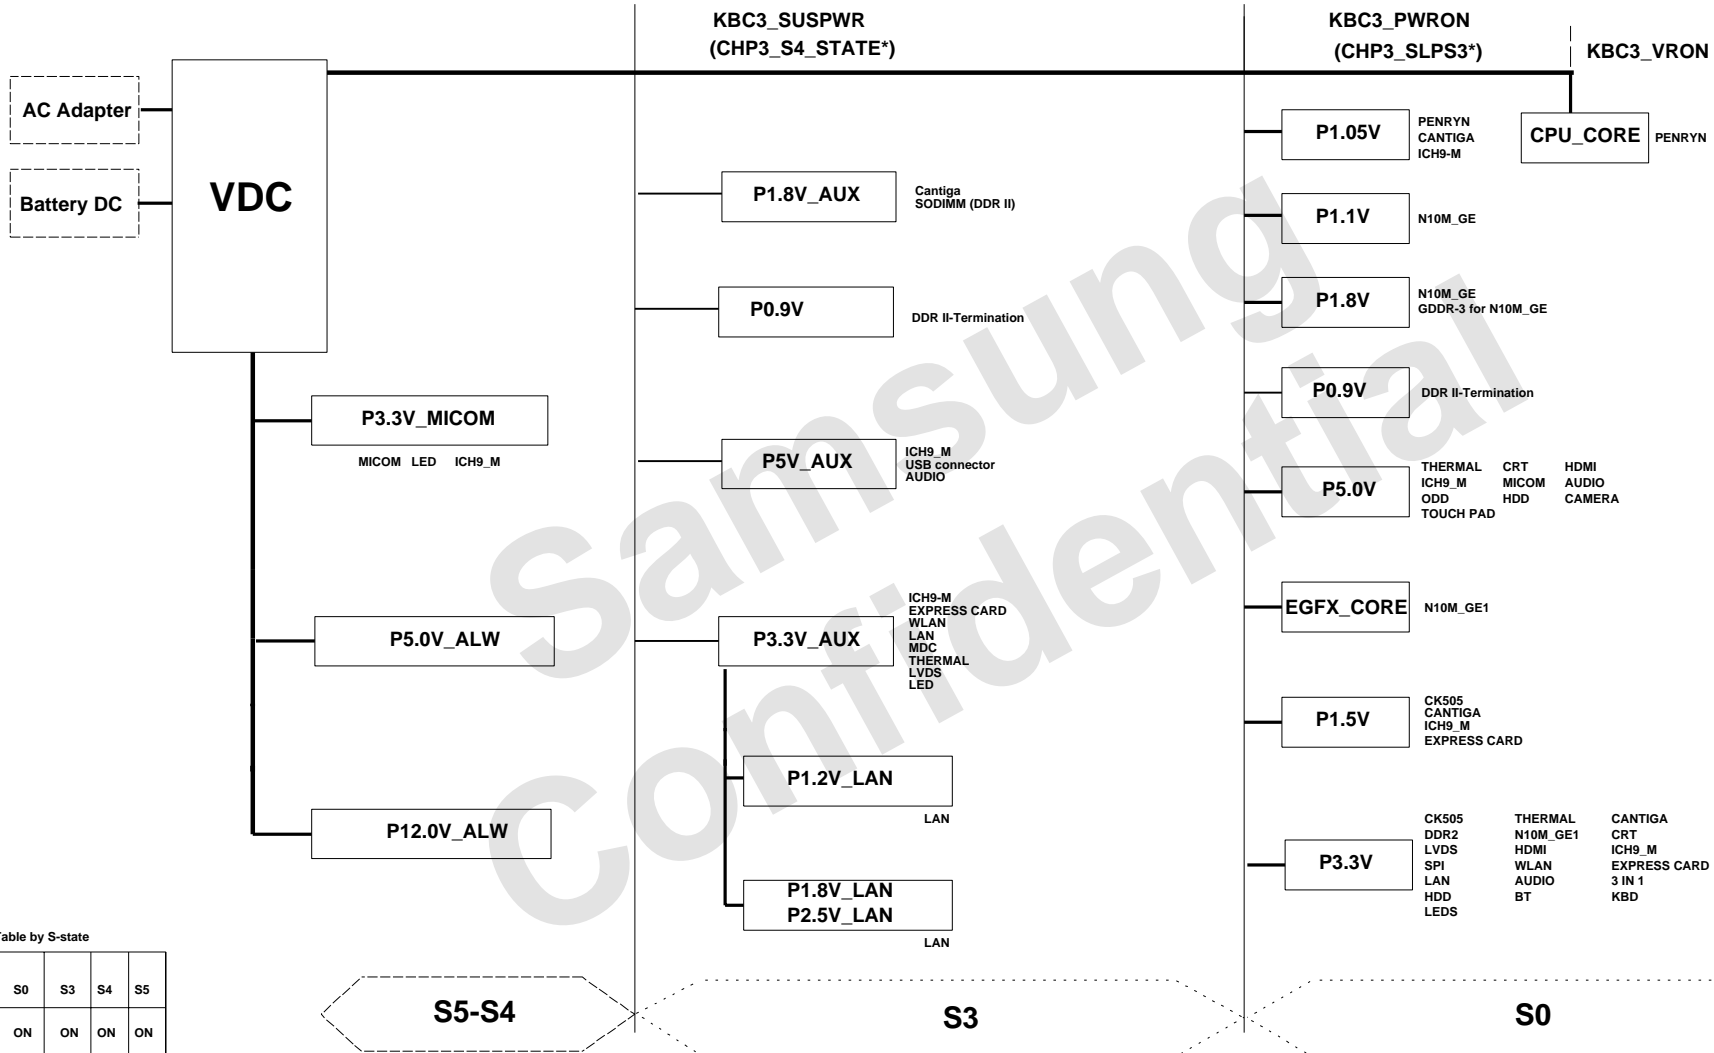 KBC3_SUSPWR
(CHP3_S4_STATE*)
KBC3_PWRON
(CHP3_SLPS3*)
KBC3_VRON
AC Adapter
Battery DC
VDC
P3.3V_MICOM
MICOM LED ICH9_M
P5.0V_ALW
P12.0V_ALW
P1.8V_AUX
Cantiga
SODIMM (DDR II)
P0.9V
DDR II-Termination
P5V_AUX
ICH9_M
USB connector
AUDIO
P3.3V_AUX
ICH9-M
EXPRESS CARD
WLAN
LAN
MDC
THERMAL
LVDS
LED
P1.2V_LAN
LAN
P1.8V_LAN
P2.5V_LAN
LAN
P1.05V
PENRYN
CANTIGA
ICH9-M
CPU_CORE
PENRYN
P1.1V
N10M_GE
P1.8V
N10M_GE
GDDR-3 for N10M_GE
P0.9V
DDR II-Termination
P5.0V
THERMAL CRT HDMI
ICH9_M MICOM AUDIO
ODD HDD CAMERA
TOUCH PAD
EGFX_CORE
N10M_GE1
P1.5V
CK505
CANTIGA
ICH9_M
EXPRESS CARD
P3.3V
CK505 THERMAL CANTIGA
DDR2 N10M_GE1 CRT
LVDS HDMI ICH9_M
SPI WLAN EXPRESS CARD
LAN AUDIO 3 IN 1
HDD BT KBD
LEDS
Samsung
Confidential
Table by S-state
S0 S3 S4 S5
ON ON ON ON
S5-S4
S3
S0